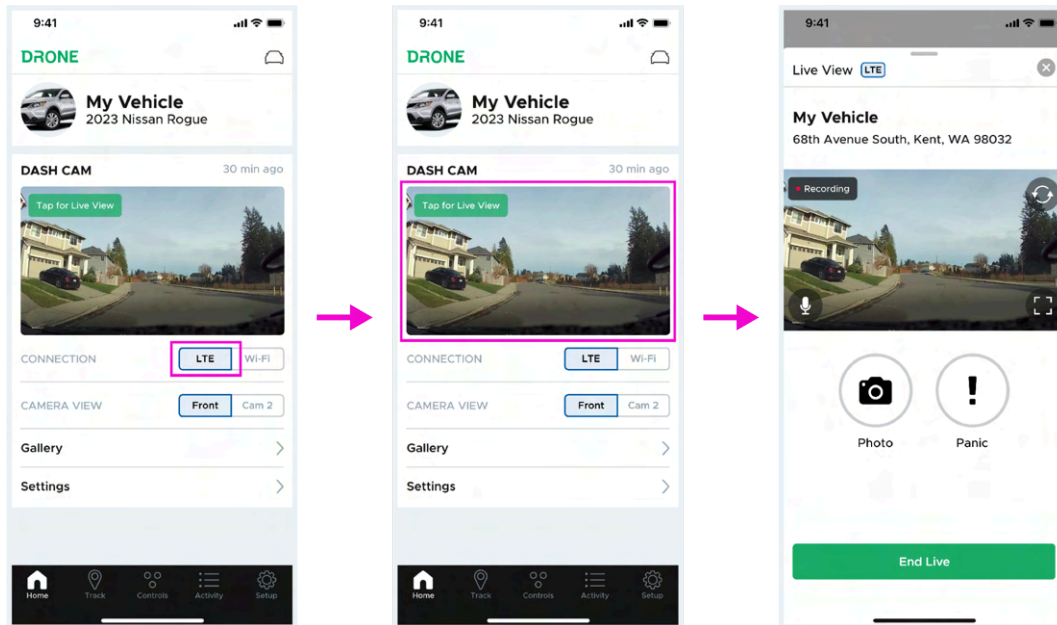 9:41
DRONE
My Vehicle
2023 Nissan Rogue
DASH CAM 30 min ago
Tap for Live View
CONNECTION LTE Wi-Fi
CAMERA VIEW Front Cam 2
Gallery
Settings
Home Track Controls Activity Setup
9:41
DRONE
My Vehicle
2023 Nissan Rogue
DASH CAM 30 min ago
Tap for Live View
CONNECTION LTE Wi-Fi
CAMERA VIEW Front Cam 2
Gallery
Settings
Home Track Controls Activity Setup
9:41
Live View LTE
My Vehicle
68th Avenue South, Kent, WA 98032
Recording
Photo Panic
End Live